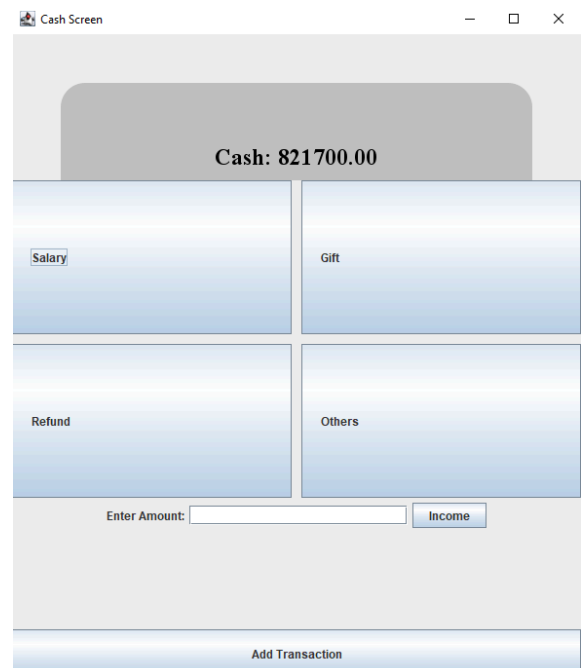 Cash Screen
Cash: 821700.00
Salary
Gift
Refund
Others
Enter Amount:
Income
Add Transaction